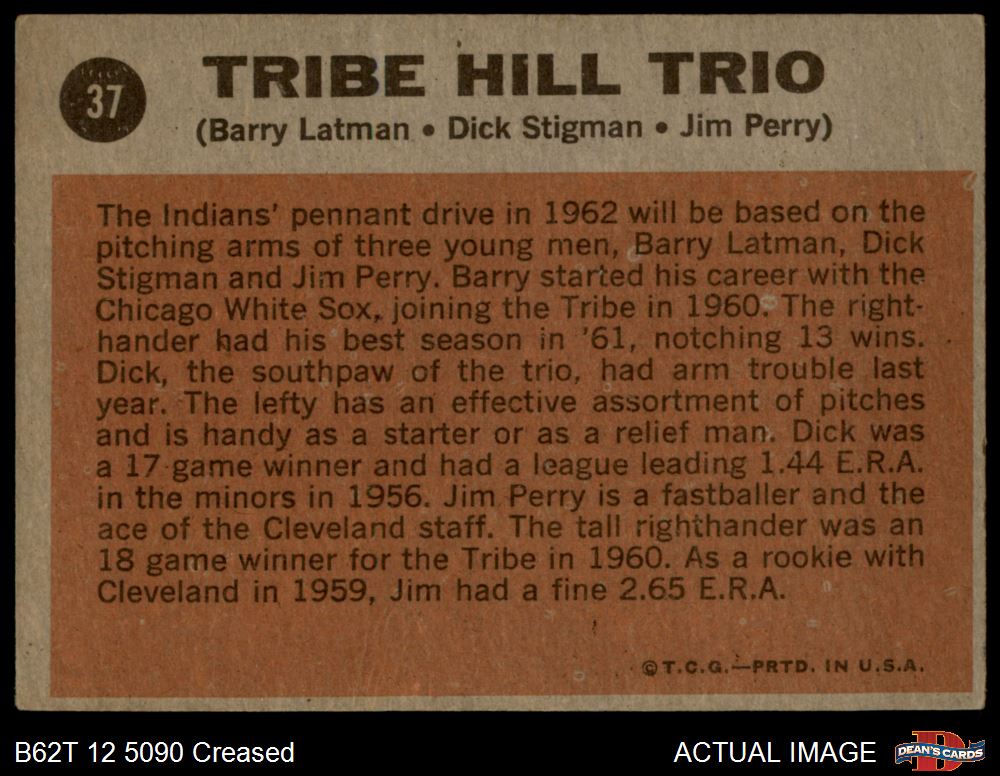 37
TRIBE HILL TRIO
(Barry Latman • Dick Stigman • Jim Perry)
The Indians' pennant drive in 1962 will be based on the
pitching arms of three young men, Barry Latman, Dick
Stigman and Jim Perry. Barry started his career with the
Chicago White Sox, joining the Tribe in 1960. The right-
hander had his best season in '61, notching 13 wins.
Dick, the southpaw of the trio, had arm trouble last
year. The lefty has an effective assortment of pitches
and is handy as a starter or as a relief man. Dick was
a 17 game winner and had a league leading 1.44 E.R.A.
in the minors in 1956. Jim Perry is a fastballer and the
ace of the Cleveland staff. The tall righthander was an
18 game winner for the Tribe in 1960. As a rookie with
Cleveland in 1959, Jim had a fine 2.65 E.R.A.
©T.C.G.—PRTD. IN U.S.A.
B62T 12 5090 Creased
ACTUAL IMAGE
D
DEAN'S CARDS